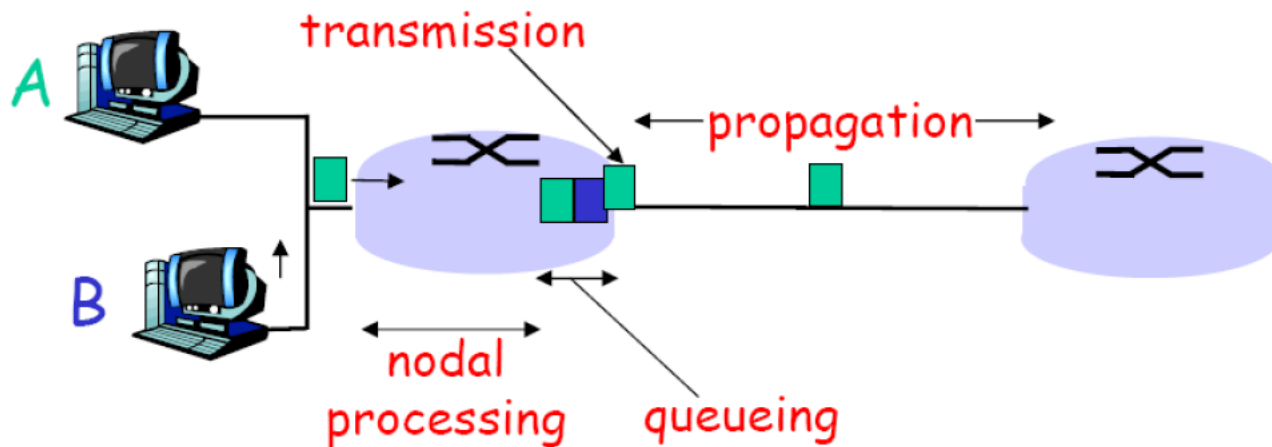 transmission
A
propagation
B
nodal
processing
queueing